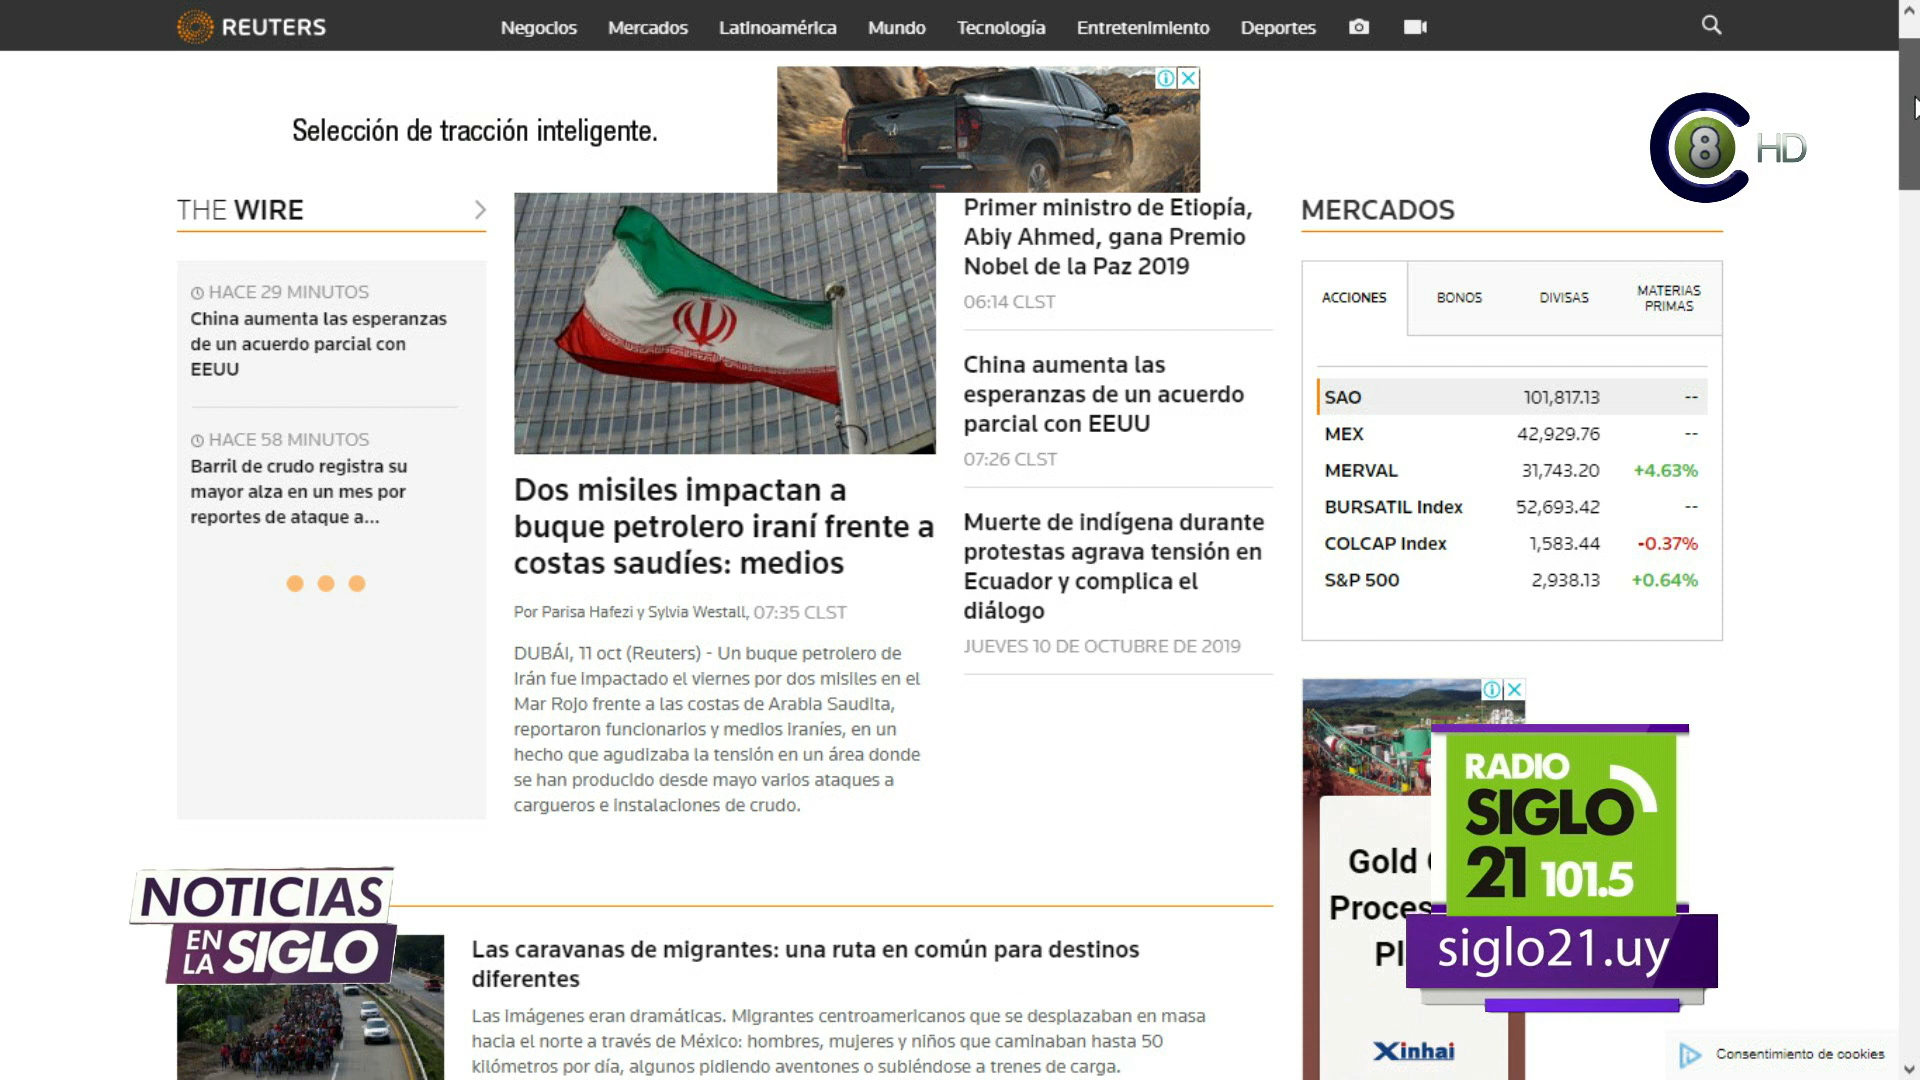 REUTERS
Negocios
Mercados
Latinoamérica
Mundo
Tecnología
Entretenimiento
Deportes
Selección de tracción inteligente.
8 HD
THE WIRE
HACE 29 MINUTOS
China aumenta las esperanzas
de un acuerdo parcial con
EEUU
HACE 58 MINUTOS
Barril de crudo registra su
mayor alza en un mes por
reportes de ataque a...
Dos misiles impactan a
buque petrolero iraní frente a
costas saudíes: medios
Por Parisa Hafezi y Sylvia Westall, 07:35 CLST
DUBÁI, 11 oct (Reuters) - Un buque petrolero de
Irán fue impactado el viernes por dos misiles en el
Mar Rojo frente a las costas de Arabia Saudita,
reportaron funcionarios y medios iraníes, en un
hecho que agudizaba la tensión en un área donde
se han producido desde mayo varios ataques a
cargueros e instalaciones de crudo.
Primer ministro de Etiopía,
Abiy Ahmed, gana Premio
Nobel de la Paz 2019
06:14 CLST
China aumenta las
esperanzas de un acuerdo
parcial con EEUU
07:26 CLST
Muerte de indígena durante
protestas agrava tensión en
Ecuador y complica el
diálogo
JUEVES 10 DE OCTUBRE DE 2019
MERCADOS
ACCIONES
BONOS
DIVISAS
MATERIAS
PRIMAS
SAO 101,817.13 --
MEX 42,929.76 --
MERVAL 31,743.20 +4.63%
BURSATIL Index 52,693.42 --
COLCAP Index 1,583.44 -0.37%
S&P 500 2,938.13 +0.64%
Gold
Proces
Pl
Xinhai
RADIO
SIGLO
21 101.5
siglo21.uy
NOTICIAS
EN LA SIGLO
Las caravanas de migrantes: una ruta en común para destinos
diferentes
Las imágenes eran dramáticas. Migrantes centroamericanos que se desplazaban en masa
hacia el norte a través de México: hombres, mujeres y niños que caminaban hasta 50
kilómetros por día, algunos pidiendo aventones o subiéndose a trenes de carga.
Consentimiento de cookies